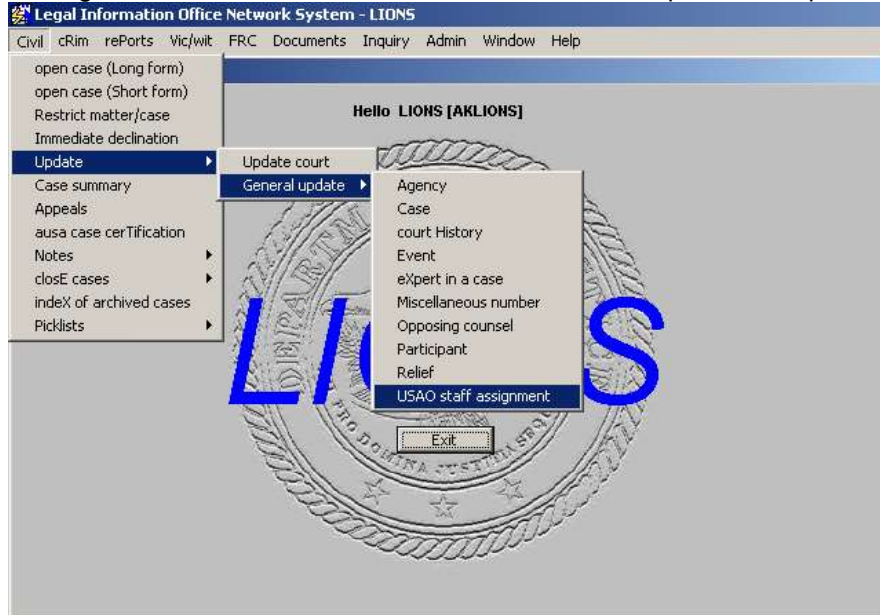 Legal Information Office Network System - LIONS
Civil cRim rePorts Vic/wit FRC Documents Inquiry Admin Window Help
open case (Long form)
open case (Short form)
Restrict matter/case
Immediate declination
Update
Case summary
Appeals
ausa case cerTification
Notes
closE cases
indeX of archived cases
Picklists
Update court
General update
Agency
Case
court History
Event
eXpert in a case
Miscellaneous number
Opposing counsel
Participant
Relief
USAO staff assignment
Hello LIONS [AKLIONS]
Exit